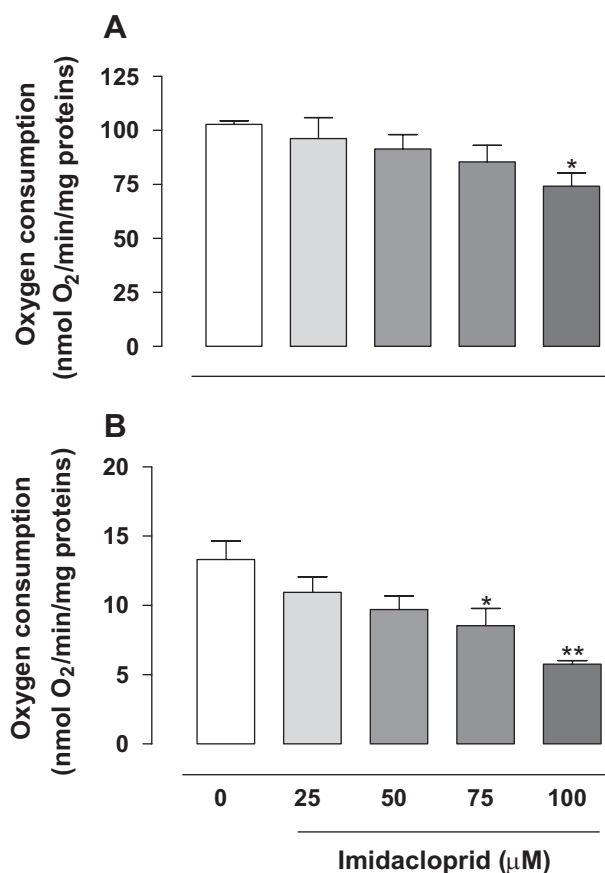 A
Oxygen consumption
(nmol O2/min/mg proteins)
125
100
75
50
25
0
*
B
Oxygen consumption
(nmol O2/min/mg proteins)
20
15
10
5
0
*
**
0 25 50 75 100
Imidacloprid (μM)